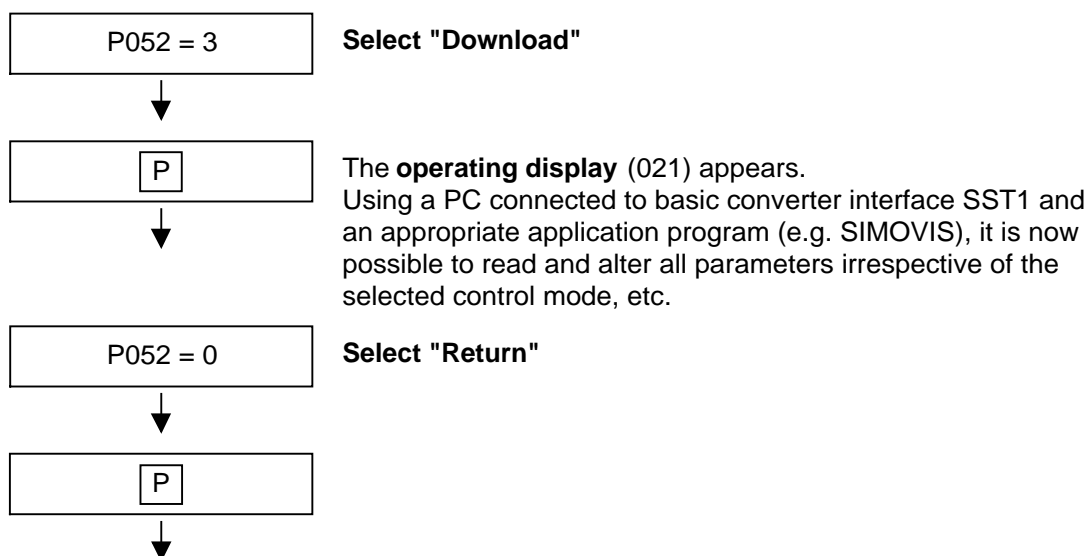 P052 = 3
Select "Download"
P
The operating display (021) appears.
Using a PC connected to basic converter interface SST1 and
an appropriate application program (e.g. SIMOVIS), it is now
possible to read and alter all parameters irrespective of the
selected control mode, etc.
P052 = 0
Select "Return"
P